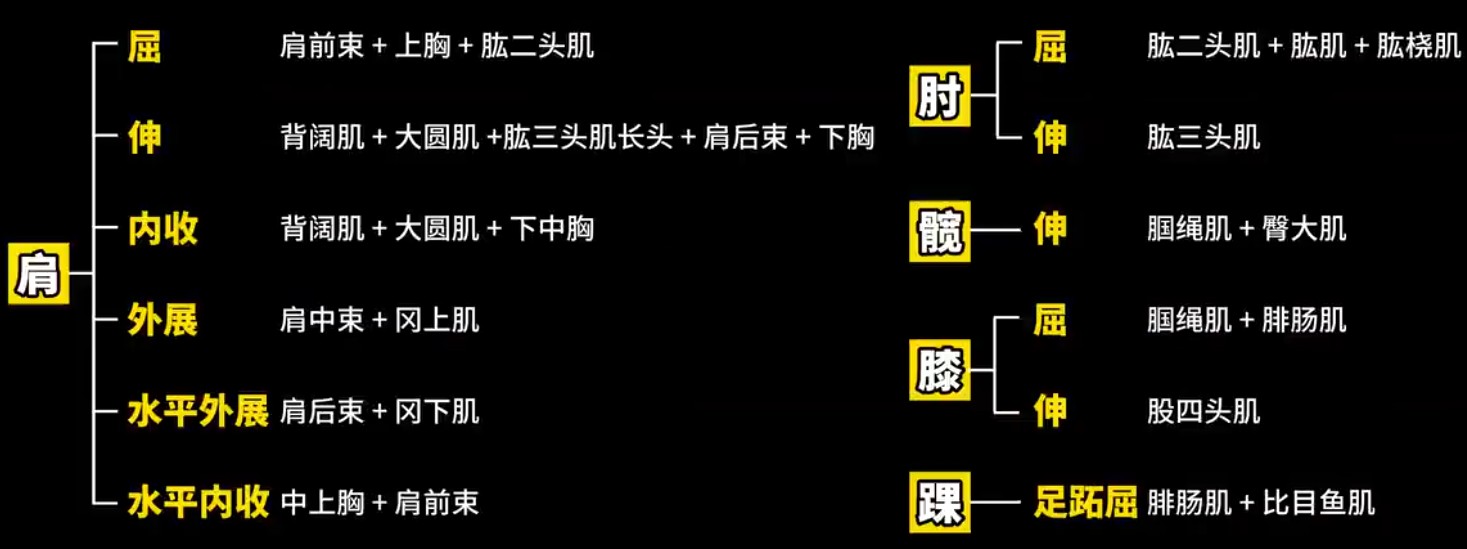 肩
屈 肩前束 + 上胸 + 肱二头肌
伸 背阔肌 + 大圆肌 +肱三头肌长头 + 肩后束 + 下胸
内收 背阔肌 + 大圆肌 + 下中胸
外展 肩中束 + 冈上肌
水平外展 肩后束 + 冈下肌
水平内收 中上胸 + 肩前束
肘
屈 肱二头肌 + 肱肌 + 肱桡肌
伸 肱三头肌
髋
伸 腘绳肌 + 臀大肌
膝
屈 腘绳肌 + 腓肠肌
伸 股四头肌
踝
足跖屈 腓肠肌 + 比目鱼肌